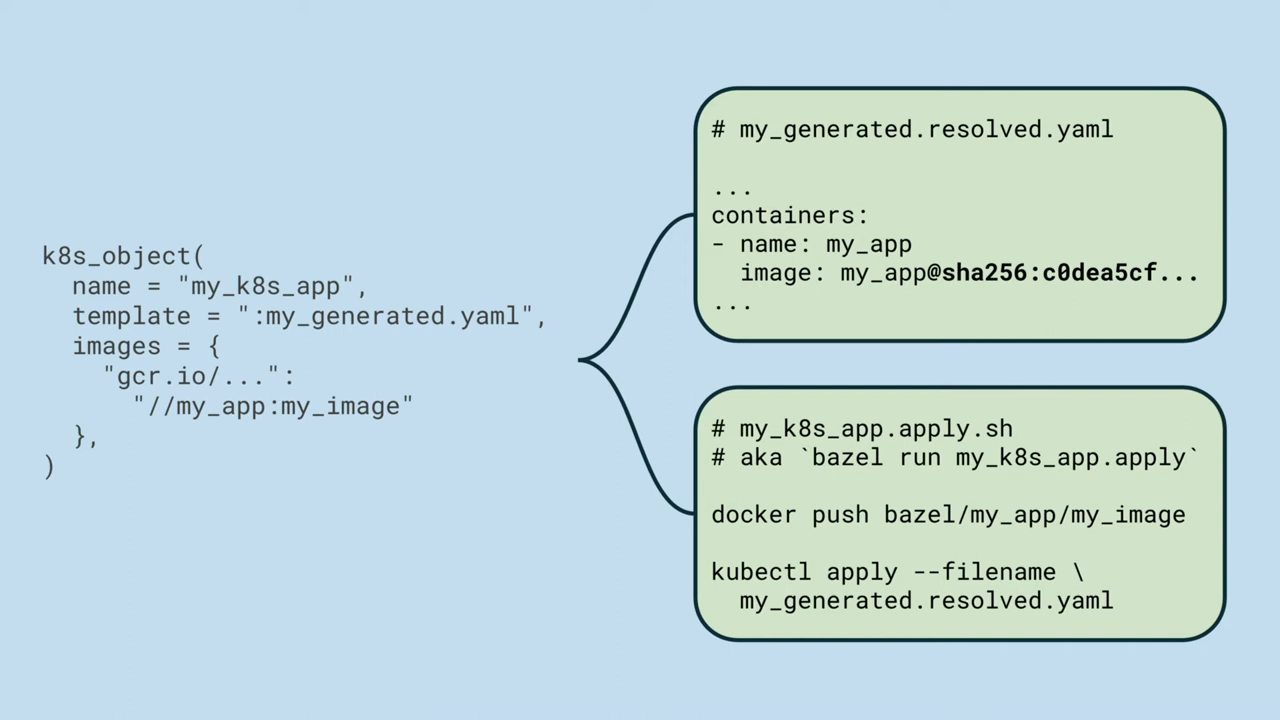 k8s_object(
  name = "my_k8s_app",
  template = ":my_generated.yaml",
  images = {
    "gcr.io/...":
      "//my_app:my_image"
  },
)
# my_generated.resolved.yaml
...
containers:
- name: my_app
  image: my_app@sha256:c0dea5cf...
...
# my_k8s_app.apply.sh
# aka `bazel run my_k8s_app.apply`
docker push bazel/my_app/my_image
kubectl apply --filename \
  my_generated.resolved.yaml